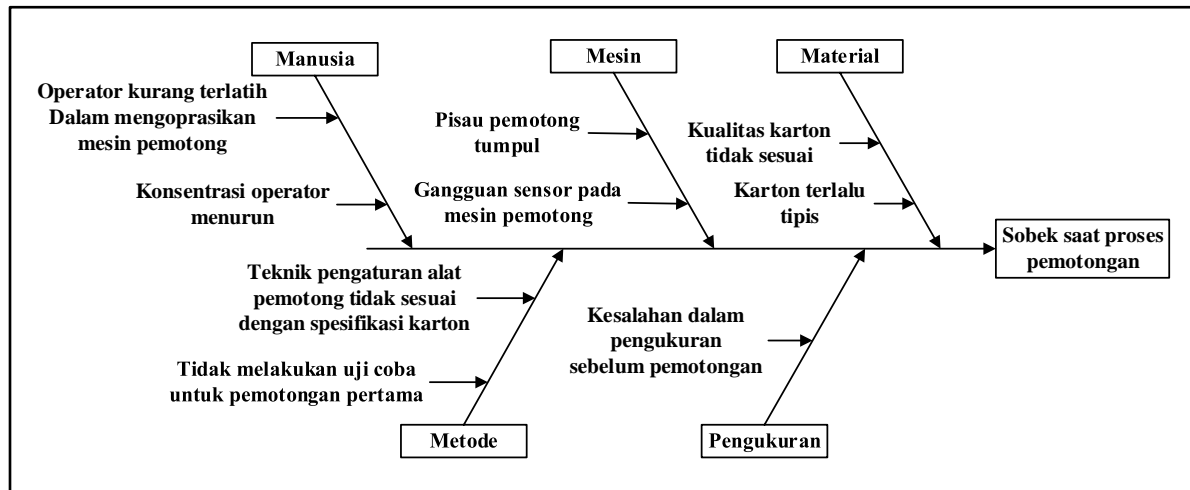 Manusia
Mesin
Material
Operator kurang terlatih
Dalam mengoprasikan
mesin pemotong
Konsentrasi operator
menurun
Pisau pemotong
tumpul
Gangguan sensor pada
mesin pemotong
Kualitas karton
tidak sesuai
Karton terlalu
tipis
Sobek saat proses
pemotongan
Teknik pengaturan alat
pemotong tidak sesuai
dengan spesifikasi karton
Tidak melakukan uji coba
untuk pemotongan pertama
Kesalahan dalam
pengukuran
sebelum pemotongan
Metode
Pengukuran